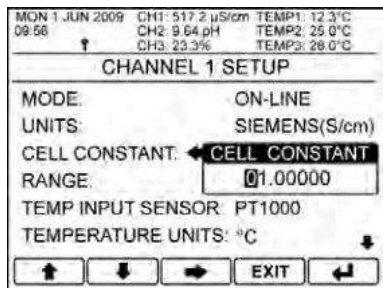 MON 1 JUN 2009 CH1: 517.2 µS/cm TEMP1: 12.3°C
09:56 CH2: 9.64 pH TEMP2: 25.0°C
CH3: 23.3% TEMP3: 28.0°C
CHANNEL 1 SETUP
MODE: ON-LINE
UNITS: SIEMENS(S/cm)
CELL CONSTANT: CELL CONSTANT
RANGE: 01.00000
TEMP INPUT SENSOR: PT1000
TEMPERATURE UNITS: °C
EXIT